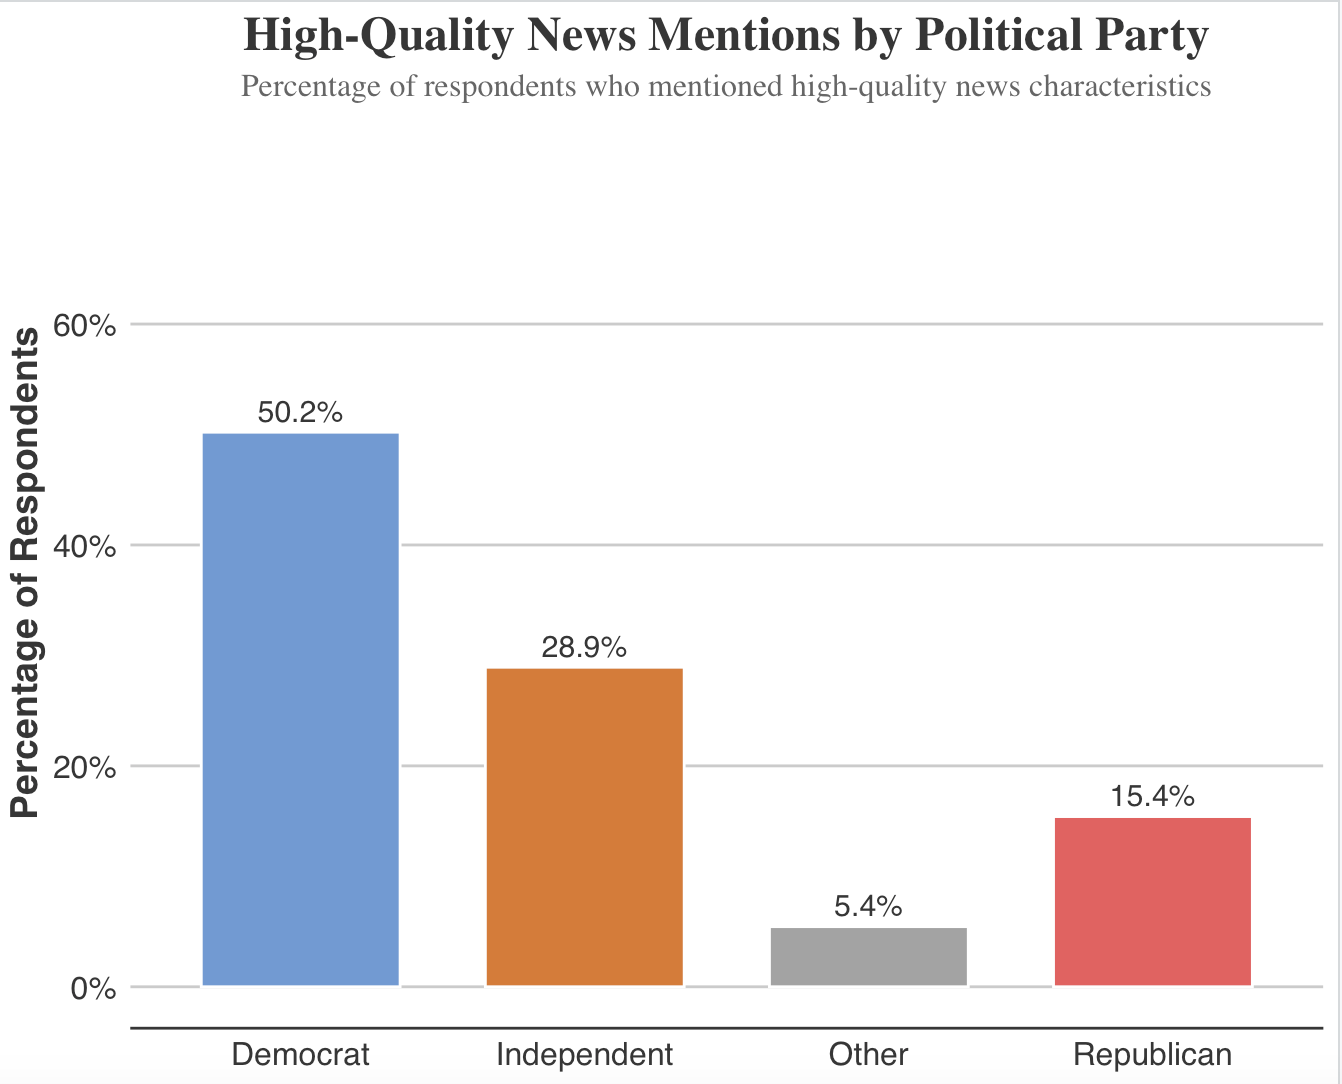 High-Quality News Mentions by Political Party
Percentage of respondents who mentioned high-quality news characteristics
Percentage of Respondents
60%
40%
20%
0%
50.2%
28.9%
5.4%
15.4%
Democrat
Independent
Other
Republican